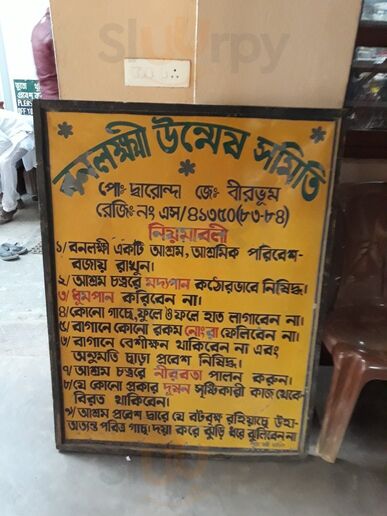 Sluurpy
PLE
বনলক্ষ্মী উন্মেষ সমিতি
পোঃ দ্বারোন্দা জেঃ বীরভূম
রেজিঃ নং এস/৪১৩৫০(৮৩-৮৪)
নিয়মাবলী
১/ বনলক্ষ্মী একটি আশ্রম, আশ্রমিক পরিবেশ-
বজায় রাখুন।
২/ আশ্রম চত্বরে মদ্যপান কঠোরভাবে নিষিদ্ধ।
৩/ ধূমপান করিবেন না।
৪/ কোনো গাছে, ফুলে ও ফলে হাত লাগাবেন না।
৫/ বাগানে কোনো রকম নোংরা ফেলিবেন না।
৬/ বাগানে বেশীক্ষন থাকিবেন না এবং
অনুমতি ছাড়া প্রবেশ নিষিদ্ধ।
৭/ আশ্রম চত্বরে নীরবতা পালন করুন।
৮/ যে কোনো প্রকার দূষন সৃষ্টিকারী কাজ থেকে-
বিরত থাকিবেন।
৯/ আশ্রম প্রবেশ দ্বারে যে বটবৃক্ষ রহিয়াছে উহা-
অত্যন্ত পবিত্র গাছ। দয়া করে ঝুড়ি ধরে ঝুলিবেন না